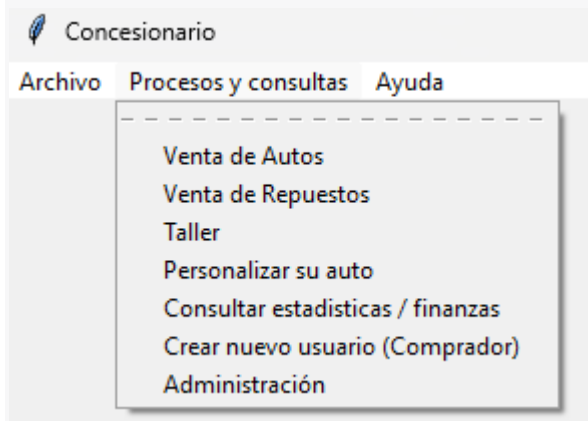 Concesionario
Archivo Procesos y consultas Ayuda
Venta de Autos
Venta de Repuestos
Taller
Personalizar su auto
Consultar estadisticas / finanzas
Crear nuevo usuario (Comprador)
Administración